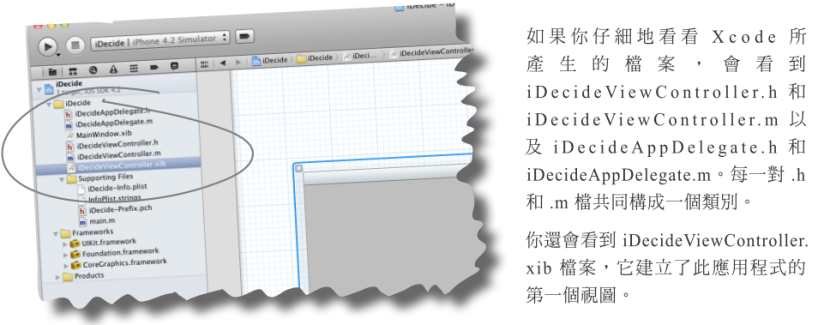 iDecide
iDecide | iPhone 4.2 Simulator
iDecide
iDecide
iDeci...
iDecideViewController
iDecide
1 target, iOS SDK 4.2
iDecide
iDecideAppDelegate.h
iDecideAppDelegate.m
MainWindow.xib
iDecideViewController.h
iDecideViewController.m
iDecideViewController.xib
Supporting Files
iDecide-Info.plist
InfoPlist.strings
iDecide-Prefix.pch
main.m
Frameworks
UIKit.framework
Foundation.framework
CoreGraphics.framework
Products
如果你仔細地看看 Xcode 所
產生的檔案，會看到
iDecideViewController.h 和
iDecideViewController.m 以
及 iDecideAppDelegate.h 和
iDecideAppDelegate.m。每一對 .h
和 .m 檔共同構成一個類別。
你還會看到 iDecideViewController.
xib 檔案，它建立了此應用程式的
第一個視圖。